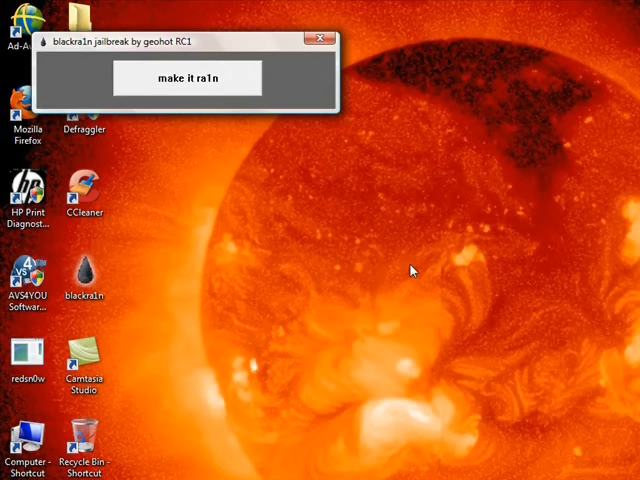 blackra1n jailbreak by geohot RC1
make it ra1n
Mozilla
Firefox
Defraggler
HP Print
Diagnost...
CCleaner
AVS4YOU
Softwar...
blackra1n
redsn0w
Camtasia
Studio
Computer -
Shortcut
Recycle Bin -
Shortcut